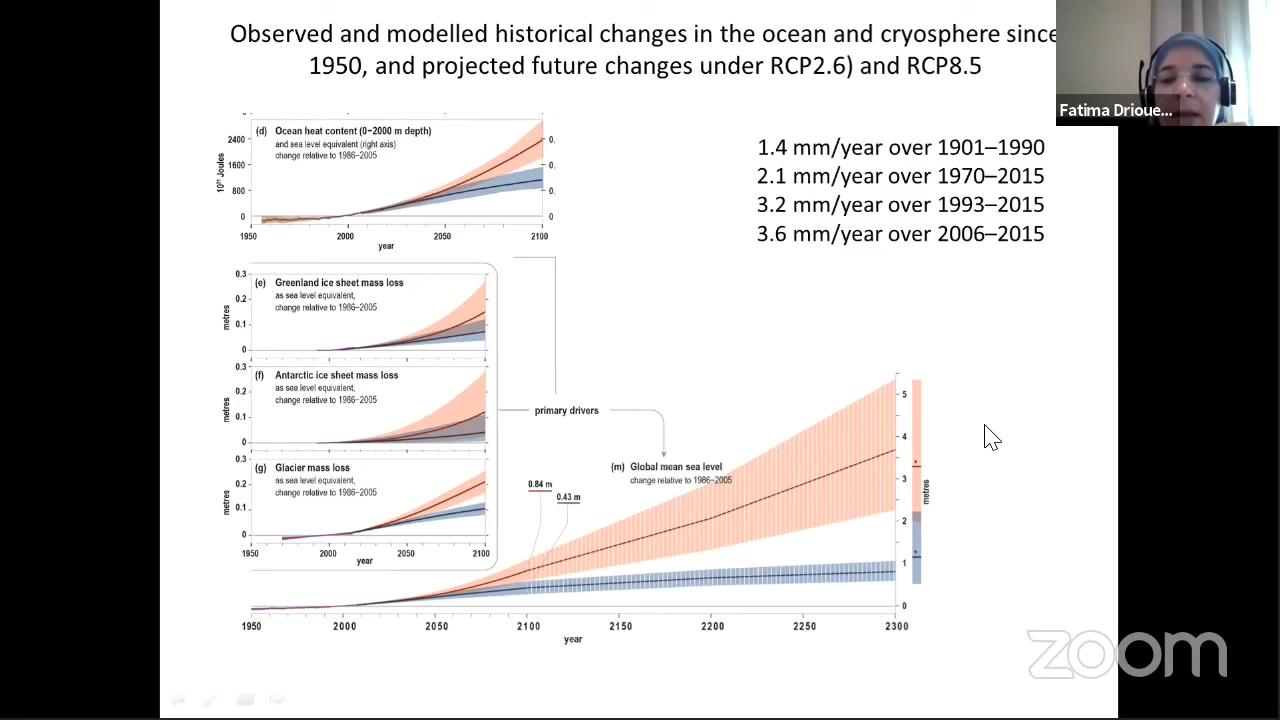 Observed and modelled historical changes in the ocean and cryosphere since
1950, and projected future changes under RCP2.6) and RCP8.5
Fatima Drioue...
1.4 mm/year over 1901–1990
2.1 mm/year over 1970–2015
3.2 mm/year over 1993–2015
3.6 mm/year over 2006–2015
(d) Ocean heat content (0–2000 m depth)
and sea level equivalent (right axis)
change relative to 1986–2005
10²¹ Joules
2400
1600
800
0
0.
0.
0.
0
1950 2000 2050 2100
year
(e) Greenland ice sheet mass loss
as sea level equivalent,
change relative to 1986–2005
metres
0.3
0.2
0.1
0
(f) Antarctic ice sheet mass loss
as sea level equivalent,
change relative to 1986–2005
metres
0.3
0.2
0.1
0
(g) Glacier mass loss
as sea level equivalent,
change relative to 1986–2005
metres
0.3
0.2
0.1
0
1950 2000 2050 2100
year
primary drivers
(m) Global mean sea level
change relative to 1986–2005
0.84 m
0.43 m
5
4
3
2
1
0
metres
*
*
1950 2000 2050 2100 2150 2200 2250 2300
year
zoom